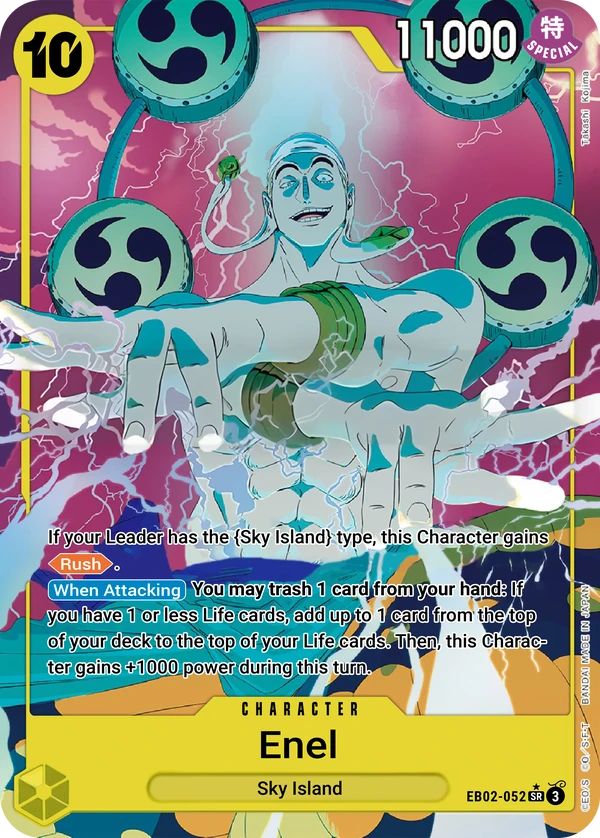 10
11000
特
SPECIAL
Takashi Kojima
If your Leader has the {Sky Island} type, this Character gains
Rush.
When Attacking You may trash 1 card from your hand: If
you have 1 or less Life cards, add up to 1 card from the top
of your deck to the top of your Life cards. Then, this Charac-
ter gains +1000 power during this turn.
©E.O/S ©O/S·F·T BANDAI MADE IN JAPAN
CHARACTER
Enel
Sky Island
EB02-052 SR ★ 3